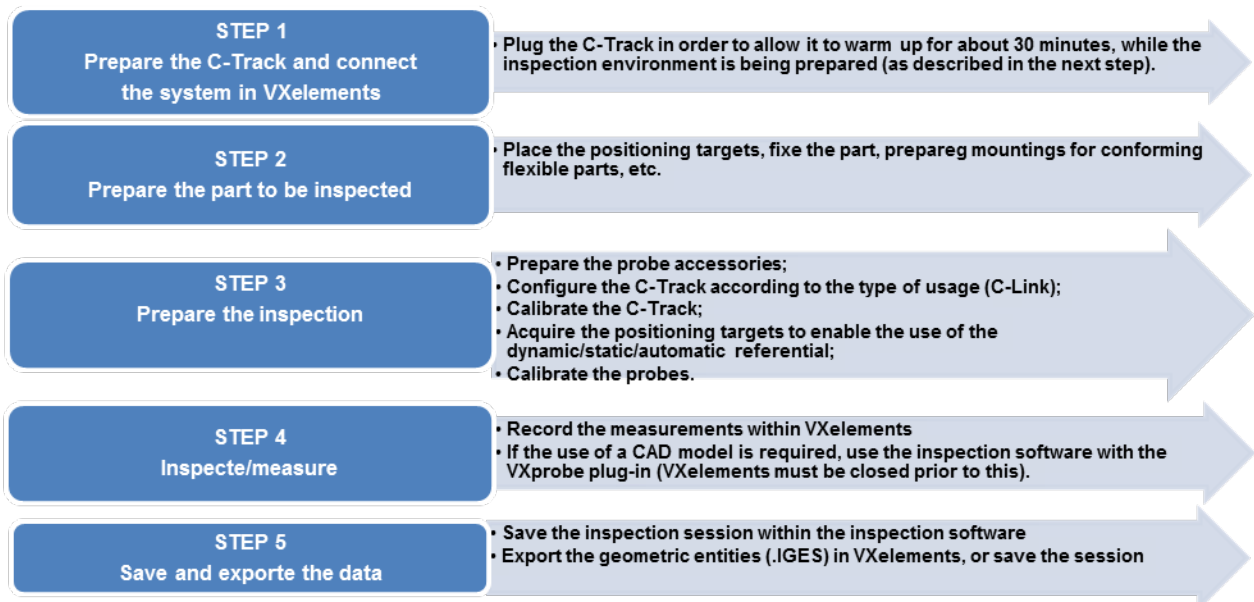 STEP 1
Prepare the C-Track and connect
the system in VXelements
• Plug the C-Track in order to allow it to warm up for about 30 minutes, while the
inspection environment is being prepared (as described in the next step).
STEP 2
Prepare the part to be inspected
• Place the positioning targets, fixe the part, prepareg mountings for conforming
flexible parts, etc.
STEP 3
Prepare the inspection
• Prepare the probe accessories;
• Configure the C-Track according to the type of usage (C-Link);
• Calibrate the C-Track;
• Acquire the positioning targets to enable the use of the
dynamic/static/automatic referential;
• Calibrate the probes.
STEP 4
Inspecte/measure
• Record the measurements within VXelements
• If the use of a CAD model is required, use the inspection software with the
VXprobe plug-in (VXelements must be closed prior to this).
STEP 5
Save and exporte the data
• Save the inspection session within the inspection software
• Export the geometric entities (.IGES) in VXelements, or save the session